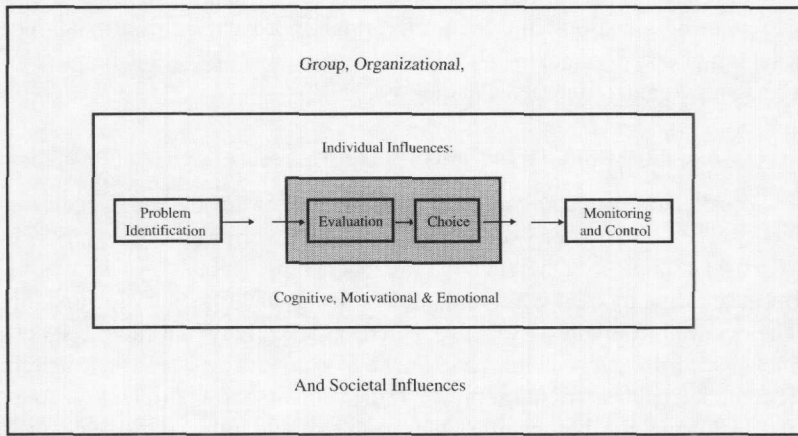 Group, Organizational,
Individual Influences:
Problem
Identification
Evaluation
Choice
Monitoring
and Control
Cognitive, Motivational & Emotional
And Societal Influences